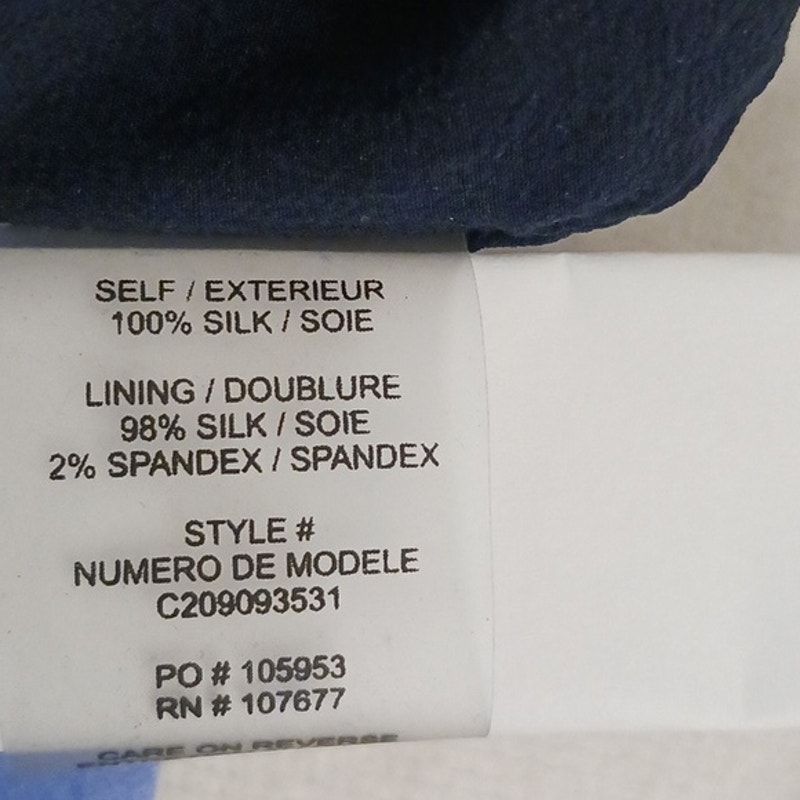 SELF / EXTERIEUR
100% SILK / SOIE
LINING / DOUBLURE
98% SILK / SOIE
2% SPANDEX / SPANDEX
STYLE #
NUMERO DE MODELE
C209093531
PO # 105953
RN # 107677
CARE ON REVERSE